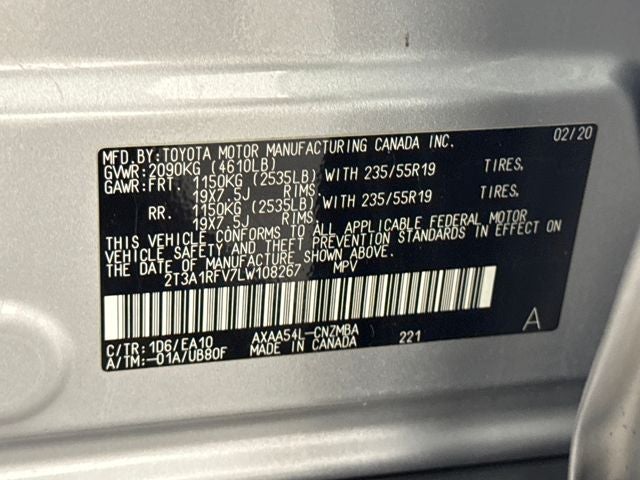 MFD.BY:TOYOTA MOTOR MANUFACTURING CANADA INC. 02/20
GVWR:2090KG (4610LB)
GAWR:FRT. 1150KG (2535LB) WITH 235/55R19 TIRES,
19X7.5J RIMS.
RR. 1150KG (2535LB) WITH 235/55R19 TIRES,
19X7.5J RIMS.
THIS VEHICLE CONFORMS TO ALL APPLICABLE FEDERAL MOTOR
VEHICLE SAFETY AND THEFT PREVENTION STANDARDS IN EFFECT ON
THE DATE OF MANUFACTURE SHOWN ABOVE.
2T3A1RFV7LW108267 MPV
A
C/TR:1D6/EA10 AXAA54L-CNZMBA 221
A/TM:-01A/UB80F MADE IN CANADA